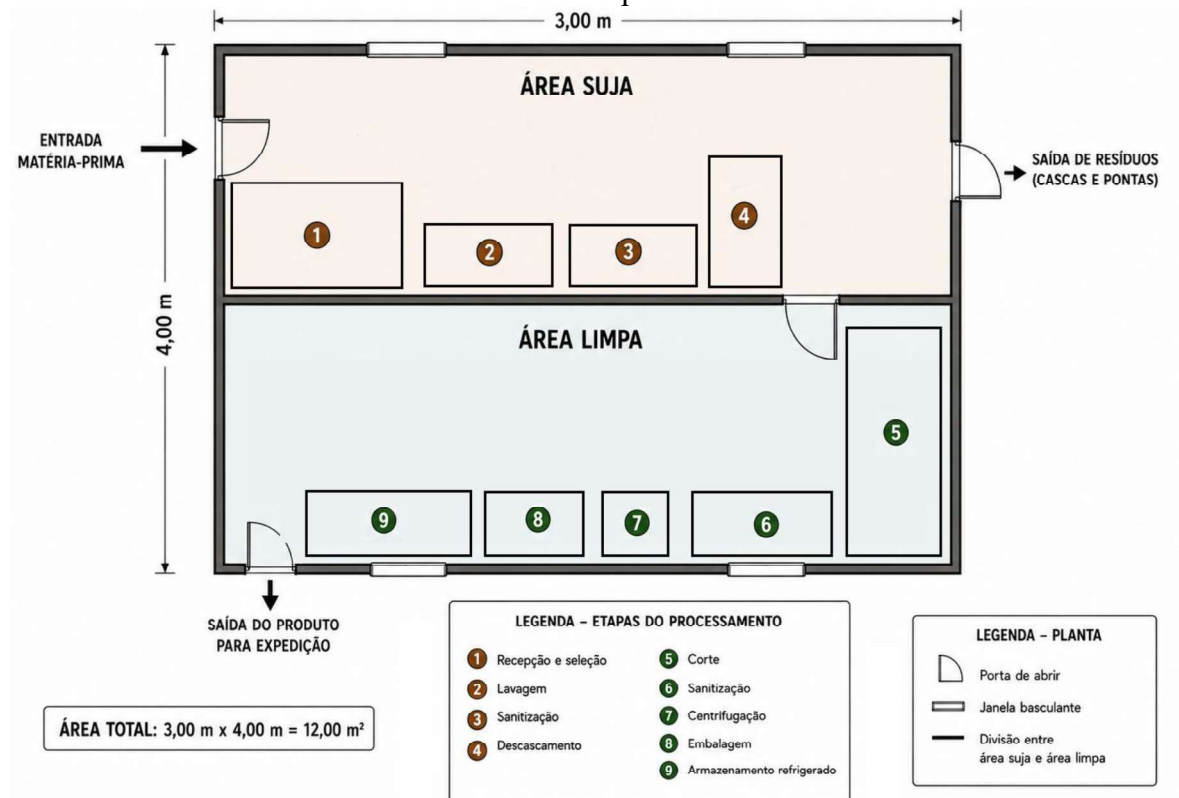 3,00 m
ÁREA SUJA
ENTRADA
MATÉRIA-PRIMA
SAÍDA DE RESÍDUOS
(CASCAS E PONTAS)
1
2
3
4
4,00 m
ÁREA LIMPA
5
9
8
7
6
SAÍDA DO PRODUTO
PARA EXPEDIÇÃO
ÁREA TOTAL: 3,00 m x 4,00 m = 12,00 m²
LEGENDA – ETAPAS DO PROCESSAMENTO
1 Recepção e seleção
2 Lavagem
3 Sanitização
4 Descascamento
5 Corte
6 Sanitização
7 Centrifugação
8 Embalagem
9 Armazenamento refrigerado
LEGENDA – PLANTA
Porta de abrir
Janela basculante
Divisão entre
área suja e área limpa